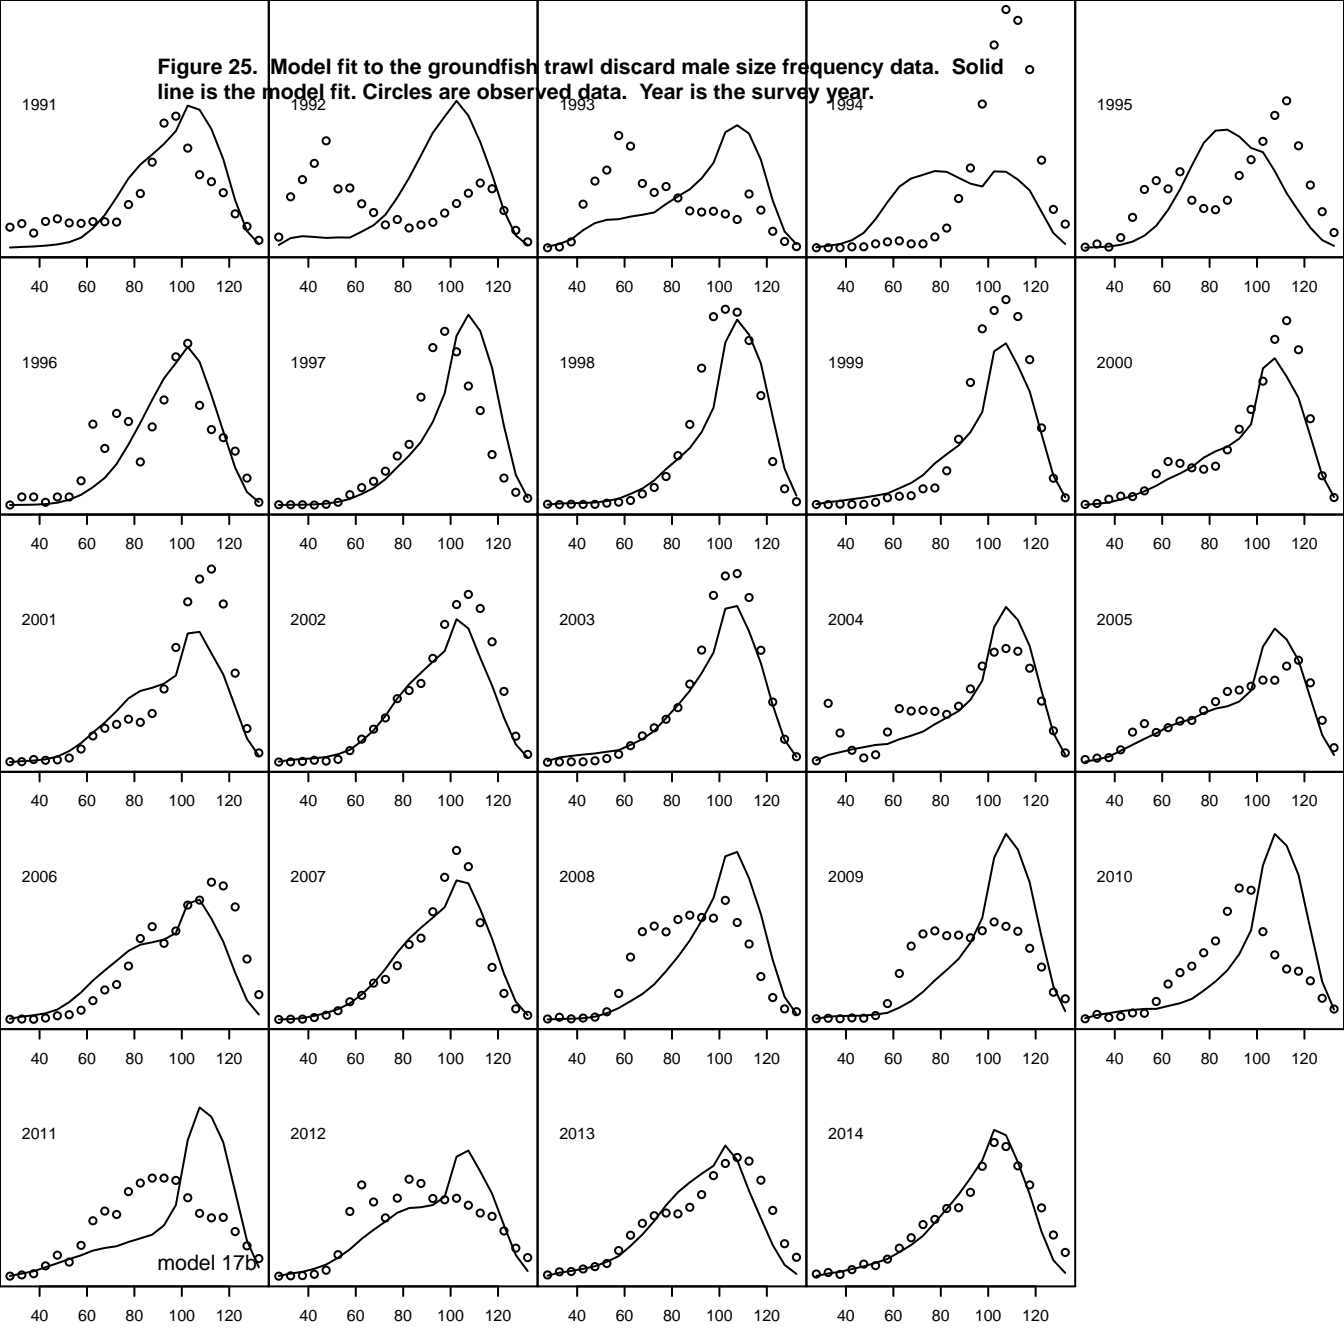 Figure 25.  Model fit to the groundfish trawl discard male size frequency data.  Solid
line is the model fit. Circles are observed data.  Year is the survey year.
1991 1992 1993 1994 1995
40 60 80 100 120 40 60 80 100 120 40 60 80 100 120 40 60 80 100 120 40 60 80 100 120
1996 1997 1998 1999 2000
40 60 80 100 120 40 60 80 100 120 40 60 80 100 120 40 60 80 100 120 40 60 80 100 120
2001 2002 2003 2004 2005
40 60 80 100 120 40 60 80 100 120 40 60 80 100 120 40 60 80 100 120 40 60 80 100 120
2006 2007 2008 2009 2010
40 60 80 100 120 40 60 80 100 120 40 60 80 100 120 40 60 80 100 120 40 60 80 100 120
2011 2012 2013 2014
model 17b
40 60 80 100 120 40 60 80 100 120 40 60 80 100 120 40 60 80 100 120